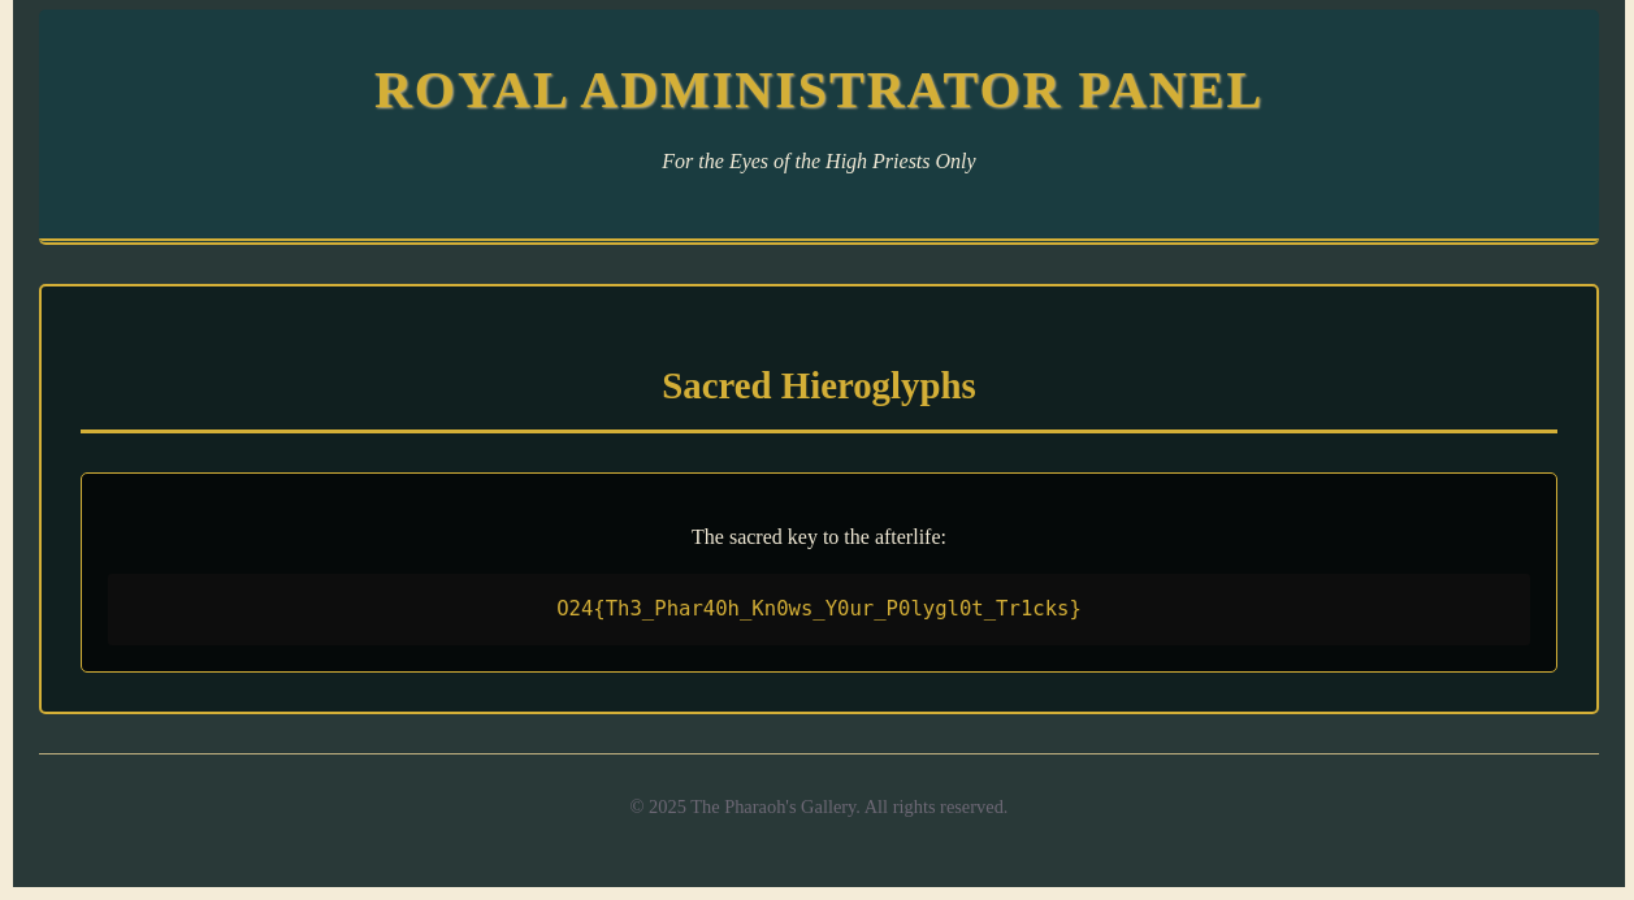 ROYAL ADMINISTRATOR PANEL
For the Eyes of the High Priests Only
Sacred Hieroglyphs
The sacred key to the afterlife:
O24{Th3_Phar40h_Kn0ws_Y0ur_P0lygl0t_Tr1cks}
© 2025 The Pharaoh's Gallery. All rights reserved.